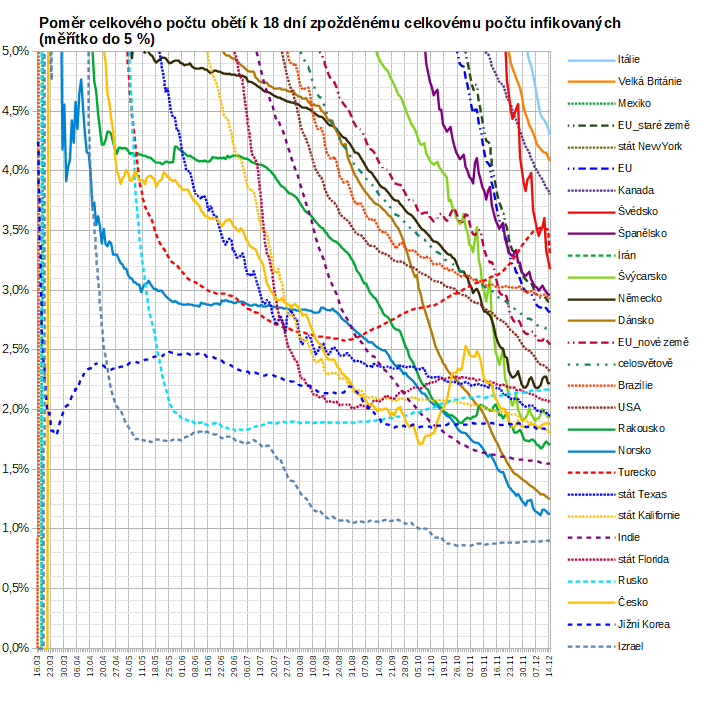 Poměr celkového počtu obětí k 18 dní zpožděnému celkovému počtu infikovaných
(měřítko do 5 %)
5,0%
4,5%
4,0%
3,5%
3,0%
2,5%
2,0%
1,5%
1,0%
0,5%
0,0%
16.03
23.03
30.03
06.04
13.04
20.04
27.04
04.05
11.05
18.05
25.05
01.06
08.06
15.06
22.06
29.06
06.07
13.07
20.07
27.07
03.08
10.08
17.08
24.08
31.08
07.09
14.09
21.09
28.09
05.10
12.10
19.10
26.10
02.11
09.11
16.11
23.11
30.11
07.12
14.12
Itálie
Velká Británie
Mexiko
EU_staré země
stát NewYork
EU
Kanada
Švédsko
Španělsko
Irán
Švýcarsko
Německo
Dánsko
EU_nové země
celosvětově
Brazílie
USA
Rakousko
Norsko
Turecko
stát Texas
stát Kalifornie
Indie
stát Florida
Rusko
Česko
Jižní Korea
Izrael